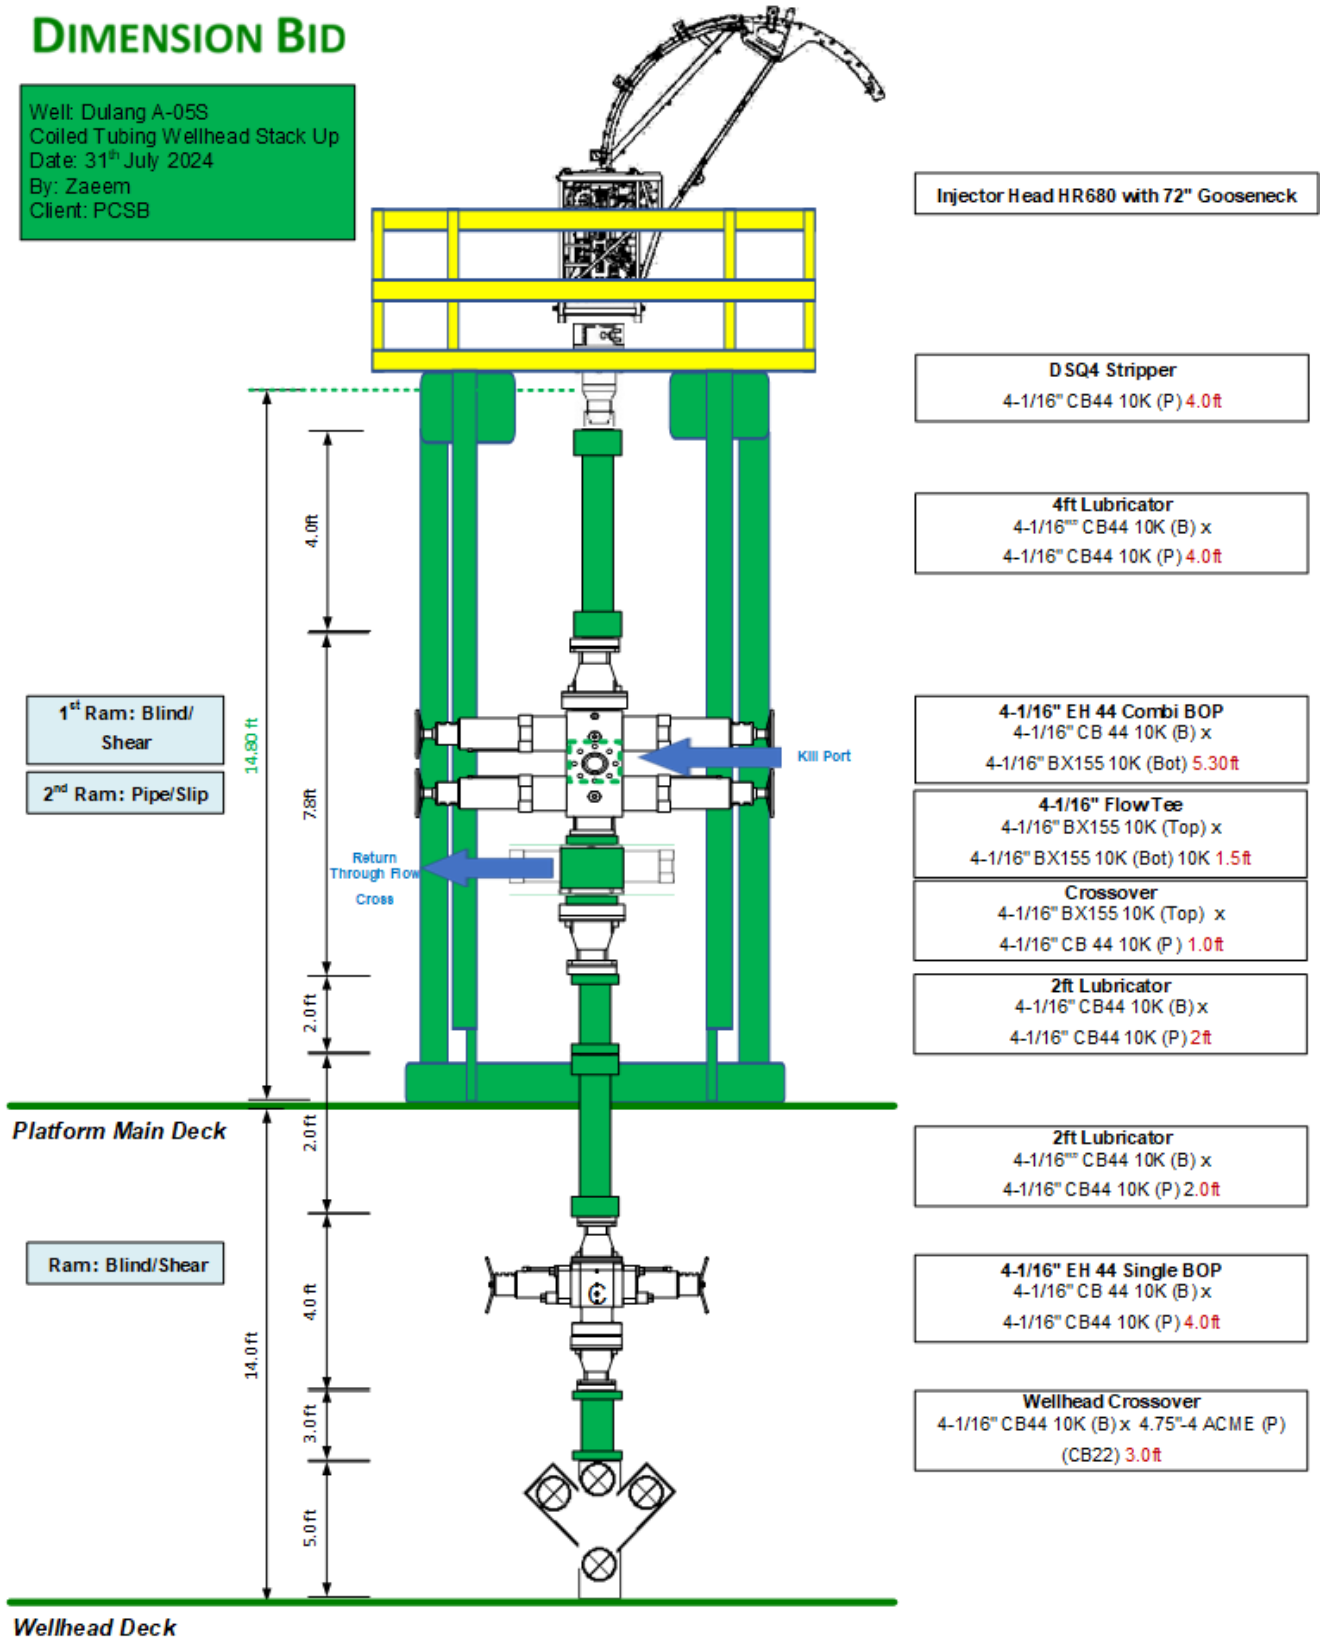 DIMENSION BID
Well: Dulang A-05S
Coiled Tubing Wellhead Stack Up
Date: 31th July 2024
By: Zaeem
Client: PCSB
Injector Head HR680 with 72" Gooseneck
DSQ4 Stripper
4-1/16" CB44 10K (P) 4.0ft
4ft Lubricator
4-1/16"" CB44 10K (B) x
4-1/16" CB44 10K (P) 4.0ft
4.0ft
1st Ram: Blind/
Shear
2nd Ram: Pipe/Slip
14.80 ft
7.8ft
Kill Port
Return
Through Flow
Cross
4-1/16" EH 44 Combi BOP
4-1/16" CB 44 10K (B) x
4-1/16" BX155 10K (Bot) 5.30ft
4-1/16" Flow Tee
4-1/16" BX155 10K (Top) x
4-1/16" BX155 10K (Bot) 10K 1.5ft
Crossover
4-1/16" BX155 10K (Top) x
4-1/16" CB 44 10K (P) 1.0ft
2ft Lubricator
4-1/16" CB44 10K (B) x
4-1/16" CB44 10K (P) 2ft
2.0ft
Platform Main Deck
2.0ft
2ft Lubricator
4-1/16"" CB44 10K (B) x
4-1/16" CB44 10K (P) 2.0ft
Ram: Blind/Shear
4.0ft
14.0ft
4-1/16" EH 44 Single BOP
4-1/16" CB 44 10K (B) x
4-1/16" CB44 10K (P) 4.0ft
3.0ft
Wellhead Crossover
4-1/16" CB44 10K (B) x 4.75"-4 ACME (P)
(CB22) 3.0ft
5.0ft
Wellhead Deck